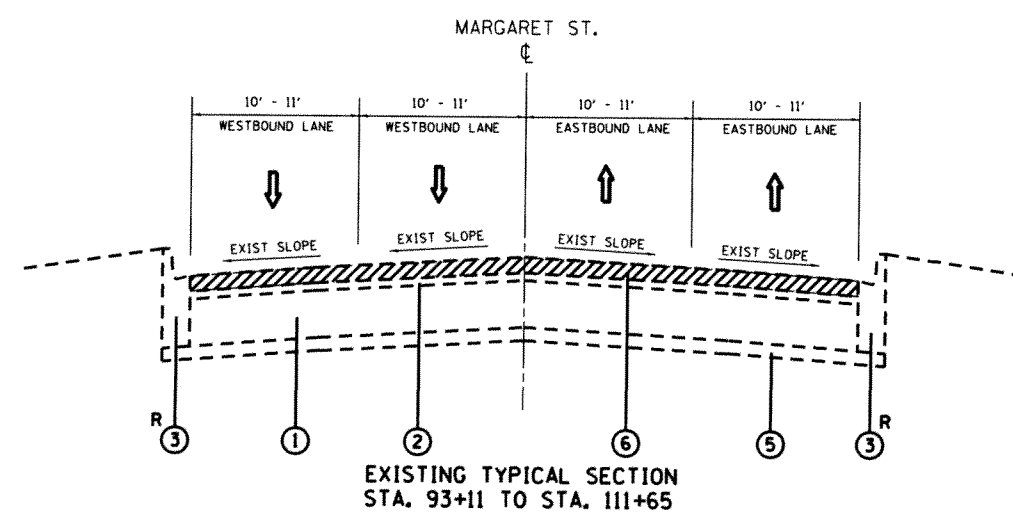 MARGARET ST.
℄
10' - 11' 10' - 11' 10' - 11' 10' - 11'
WESTBOUND LANE WESTBOUND LANE EASTBOUND LANE EASTBOUND LANE
EXIST SLOPE EXIST SLOPE EXIST SLOPE EXIST SLOPE
R 3 1 2 6 5 3 R
EXISTING TYPICAL SECTION
STA. 93+11 TO STA. 111+65